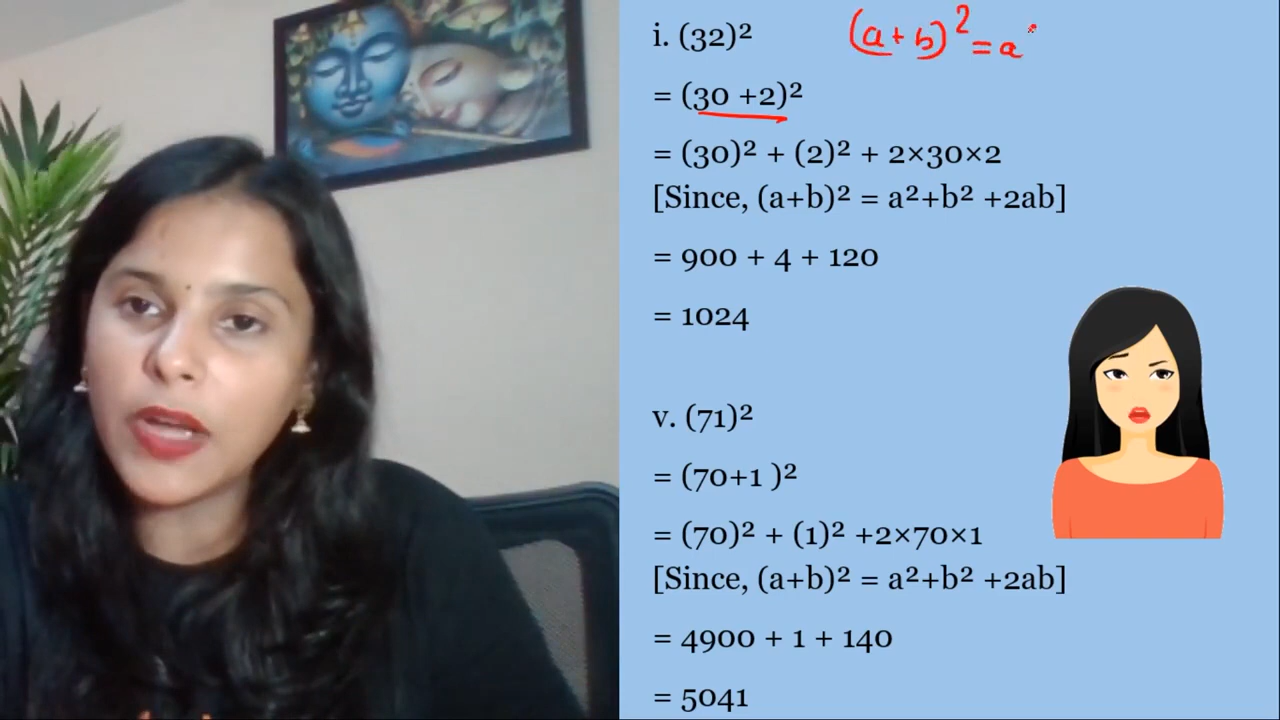 i. (32)² (a+b)² = a
= (30 +2)²
= (30)² + (2)² + 2×30×2
[Since, (a+b)² = a²+b² +2ab]
= 900 + 4 + 120
= 1024
v. (71)²
= (70+1 )²
= (70)² + (1)² +2×70×1
[Since, (a+b)² = a²+b² +2ab]
= 4900 + 1 + 140
= 5041